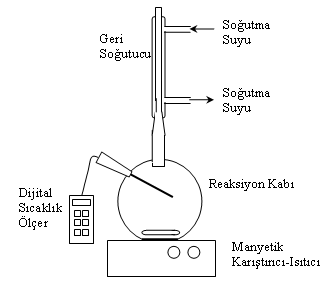 Geri
Soğutucu
Soğutma
Suyu
Soğutma
Suyu
Reaksiyon Kabı
Dijital
Sıcaklık
Ölçer
Manyetik
Karıştırıcı-Isıtıcı